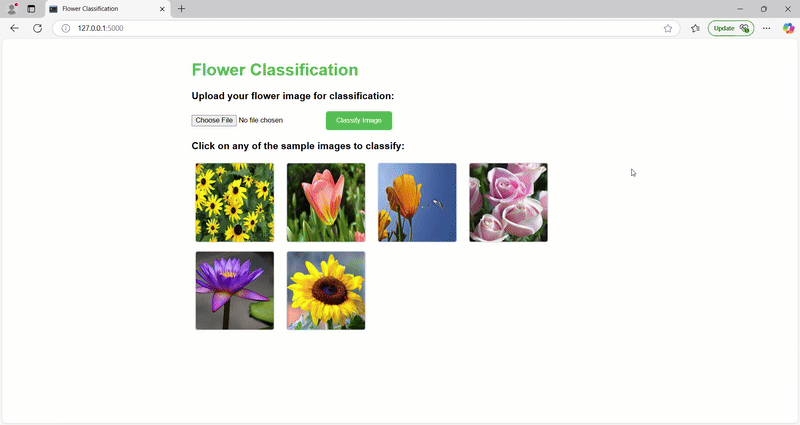 Flower Classification
127.0.0.1:5000
Update
Flower Classification
Upload your flower image for classification:
Choose File No file chosen
Classify Image
Click on any of the sample images to classify: